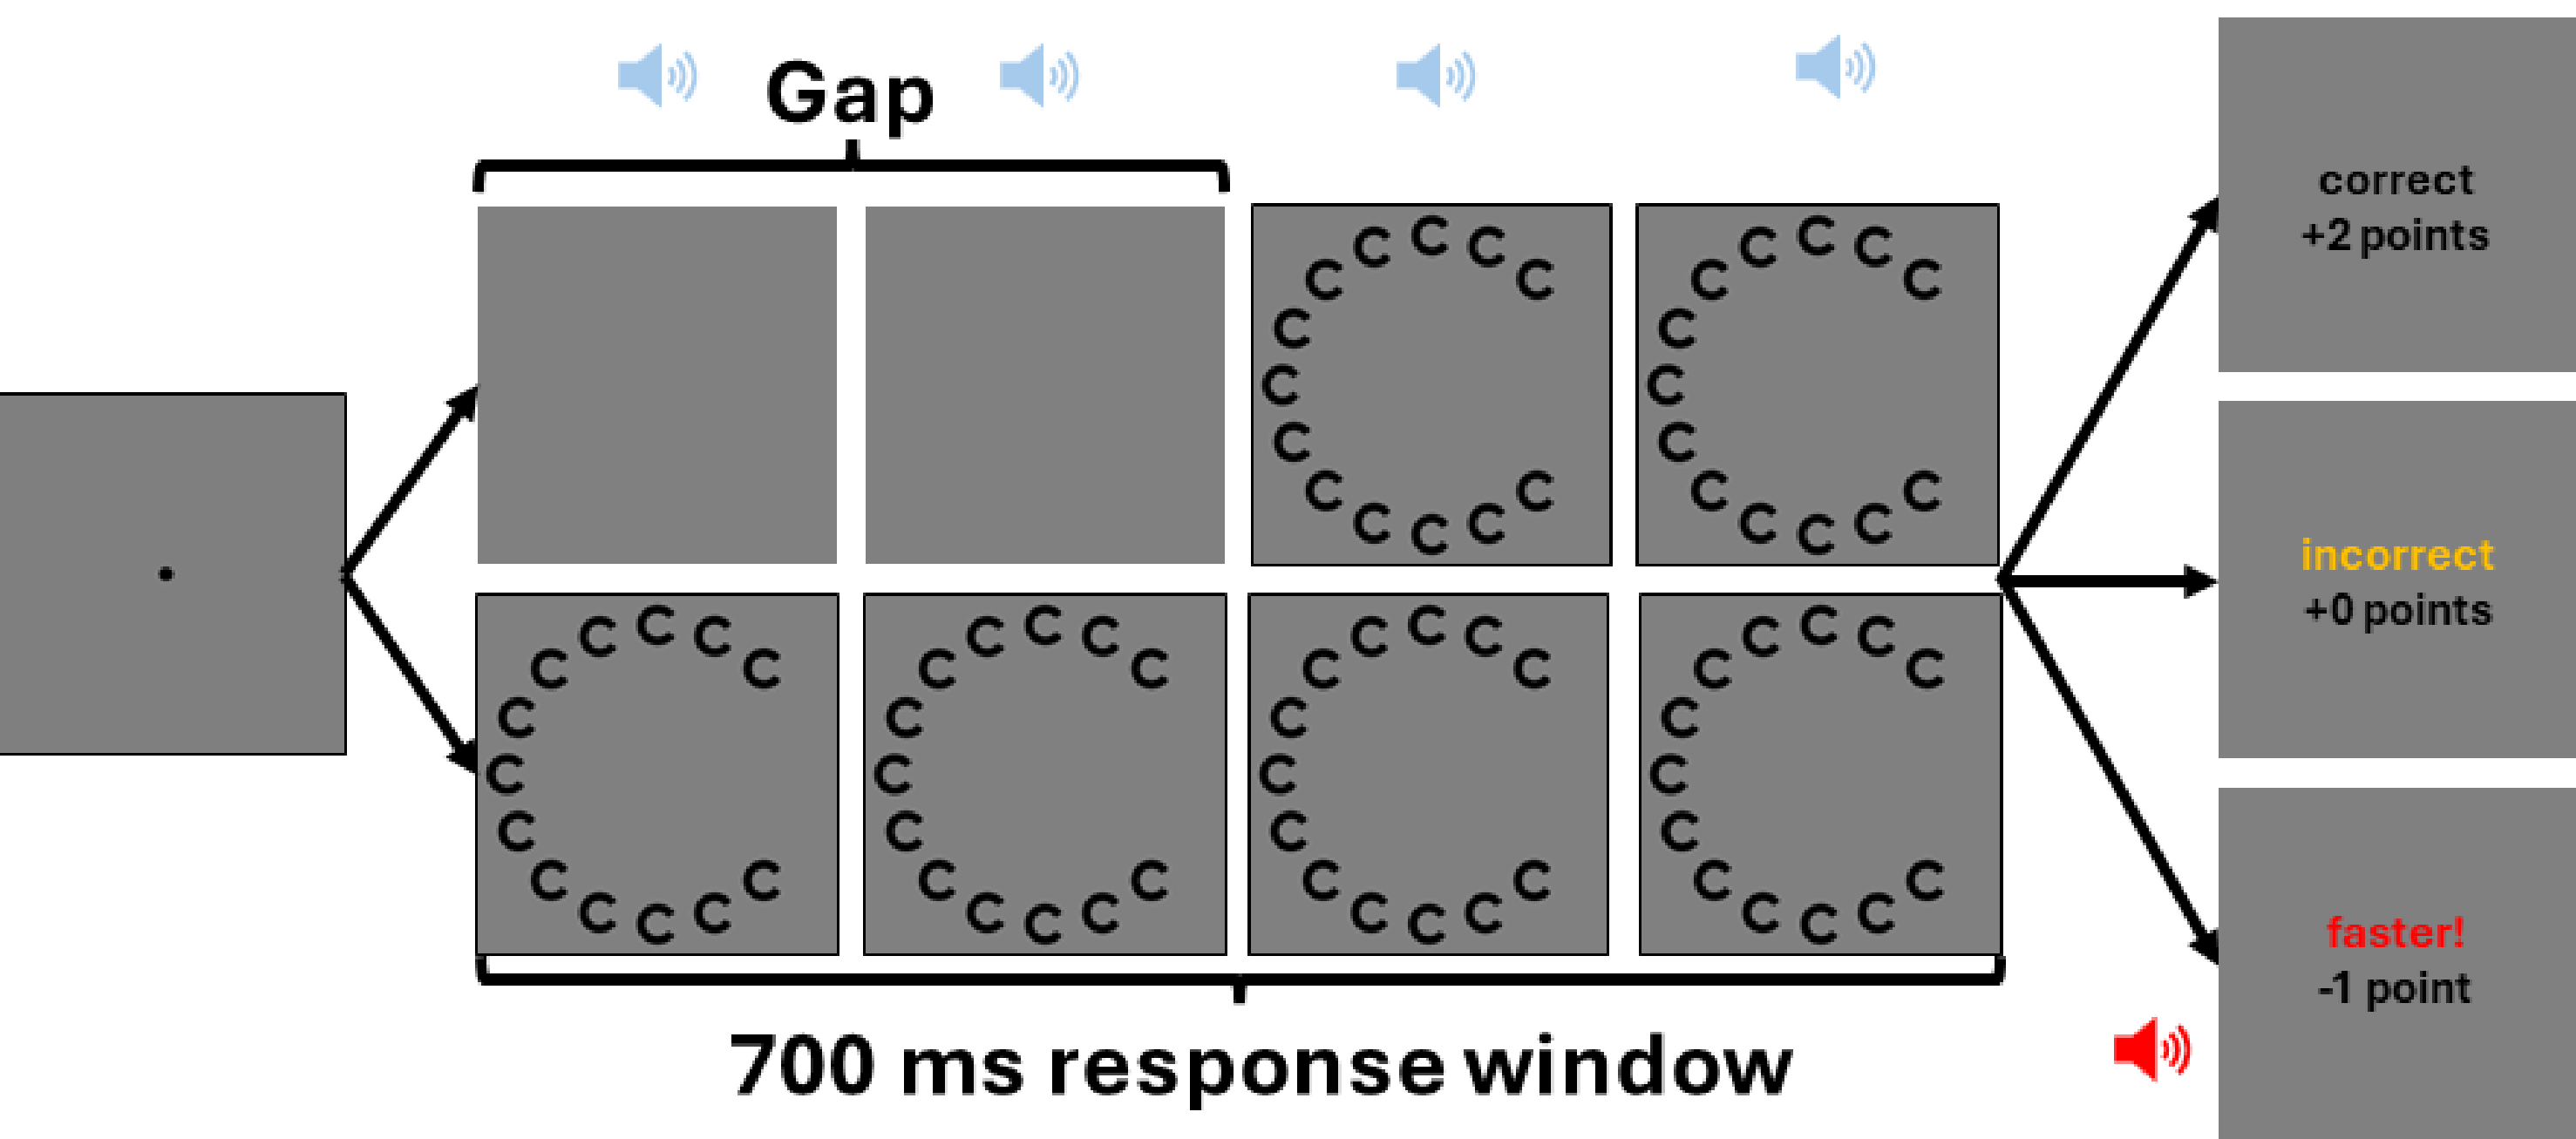 Gap
correct
+2 points
incorrect
+0 points
faster!
-1 point
700 ms response window